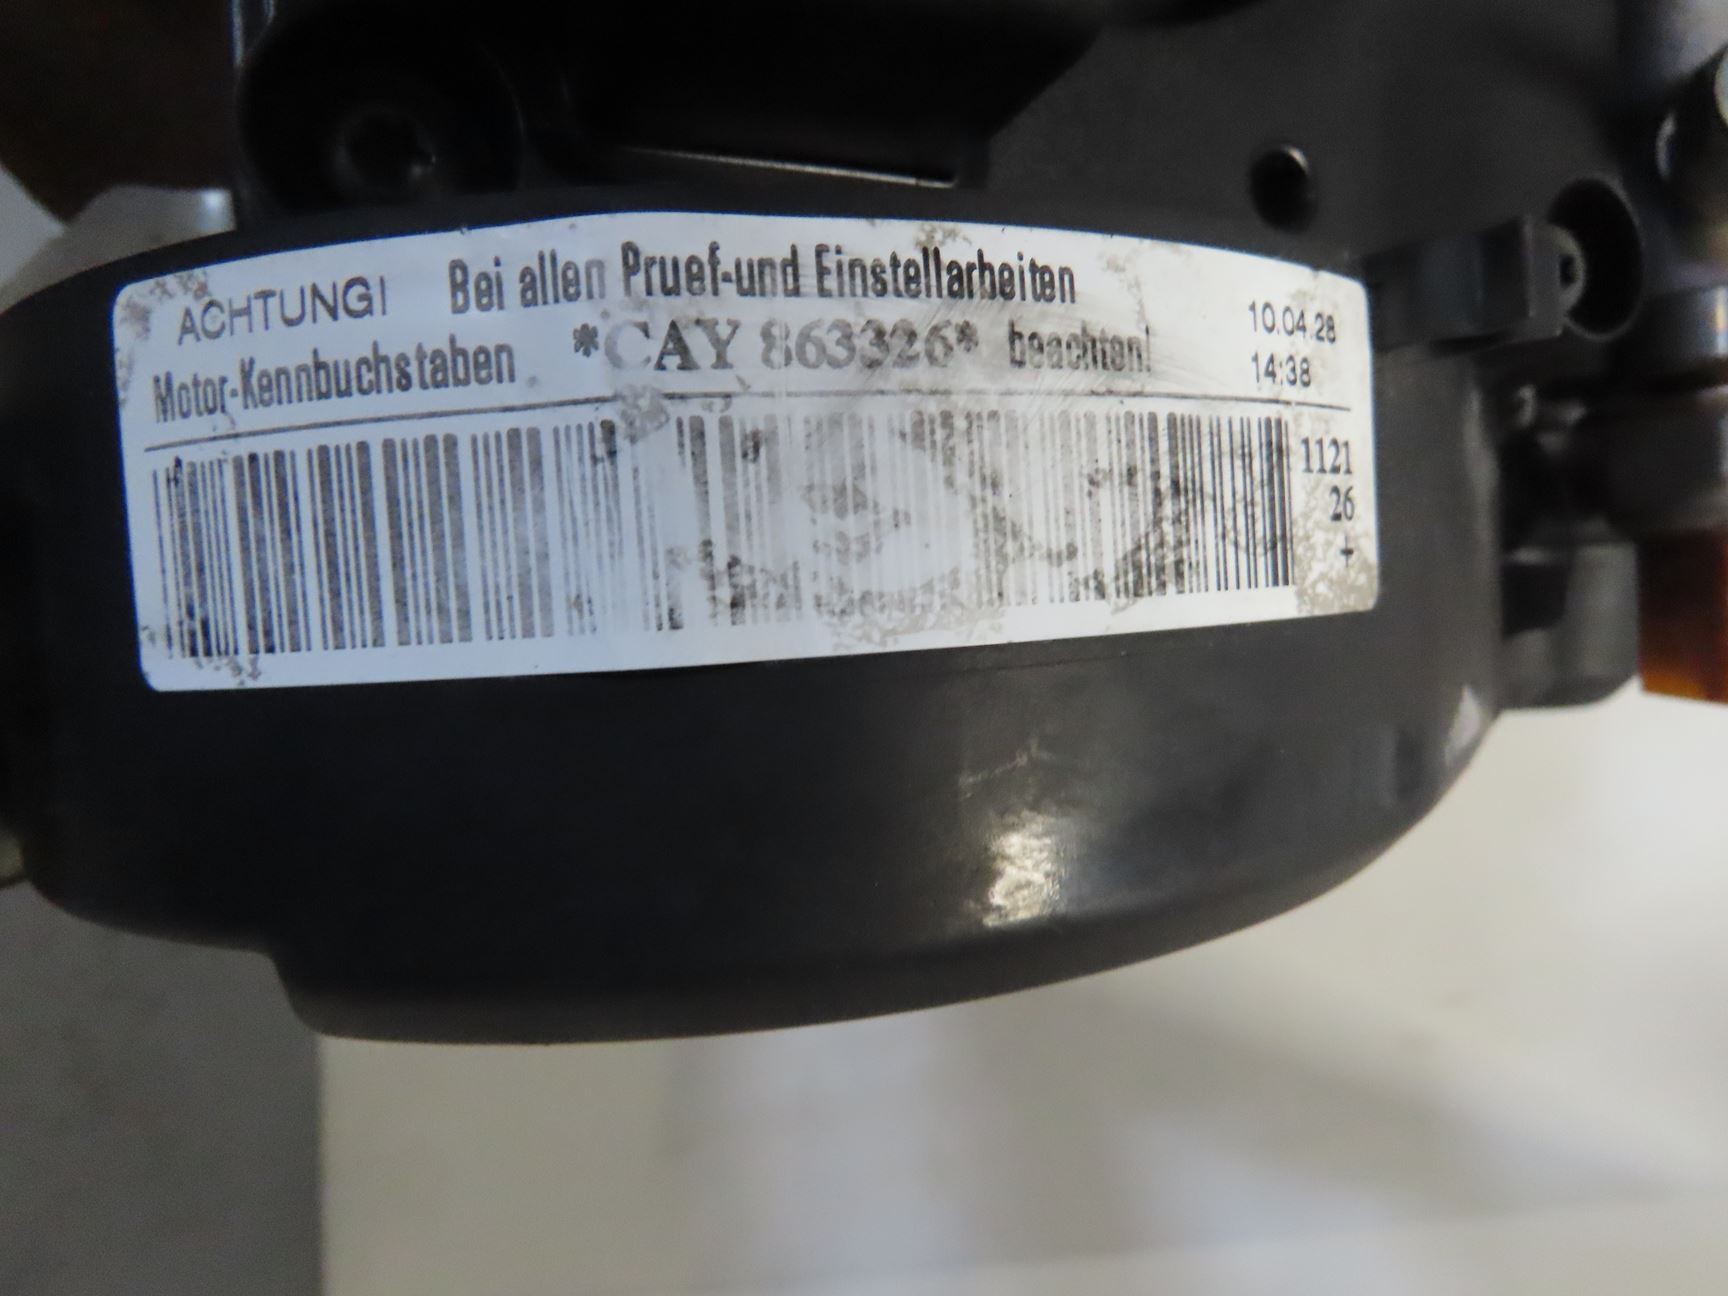 ACHTUNG! Bei allen Pruef-und Einstellarbeiten
Motor-Kennbuchstaben *CAY 863326* beachten!
10.04.28
14:38
1121
26
+